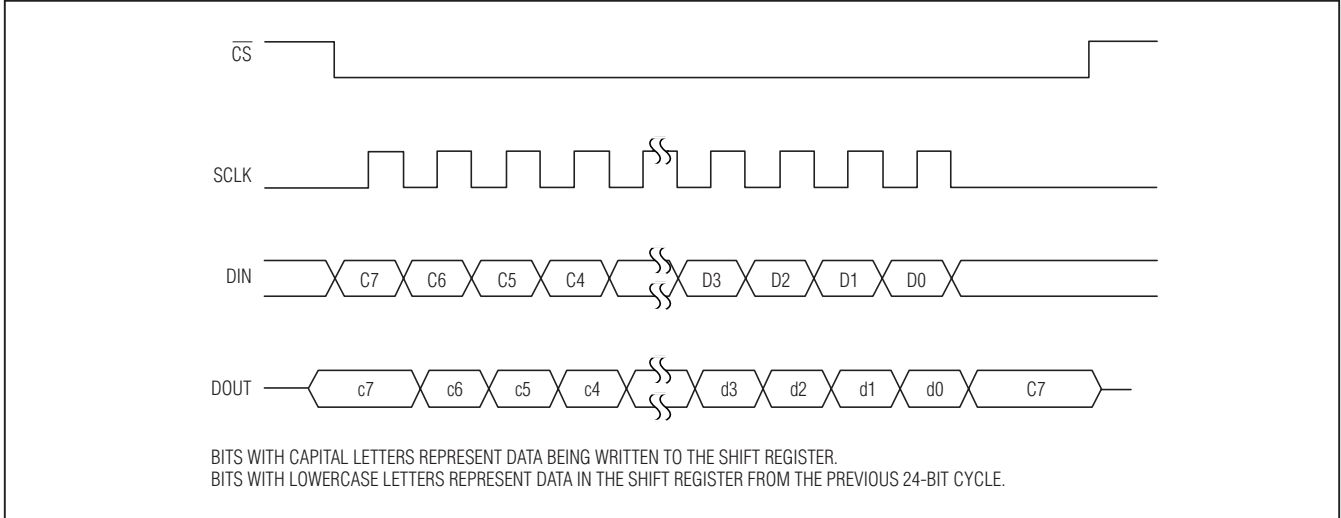 CS
SCLK
DIN C7 C6 C5 C4 D3 D2 D1 D0
DOUT c7 c6 c5 c4 d3 d2 d1 d0 C7
BITS WITH CAPITAL LETTERS REPRESENT DATA BEING WRITTEN TO THE SHIFT REGISTER.
BITS WITH LOWERCASE LETTERS REPRESENT DATA IN THE SHIFT REGISTER FROM THE PREVIOUS 24-BIT CYCLE.